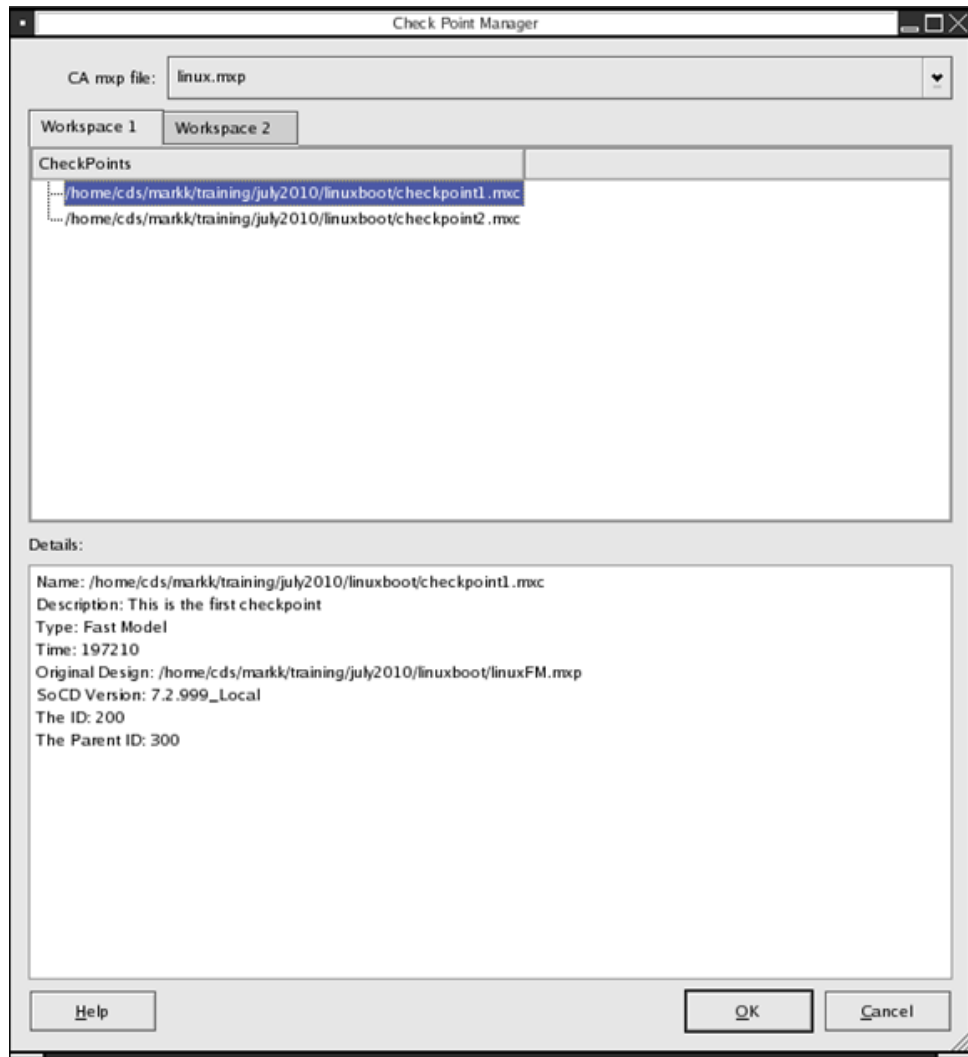 Check Point Manager
CA mxp file: linux.mxp
Workspace 1 Workspace 2
CheckPoints
/home/cds/markk/training/july2010/linuxboot/checkpoint1.mxc
/home/cds/markk/training/july2010/linuxboot/checkpoint2.mxc
Details:
Name: /home/cds/markk/training/july2010/linuxboot/checkpoint1.mxc
Description: This is the first checkpoint
Type: Fast Model
Time: 197210
Original Design: /home/cds/markk/training/july2010/linuxboot/linuxFM.mxp
SoCD Version: 7.2.999_Local
The ID: 200
The Parent ID: 300
Help OK Cancel